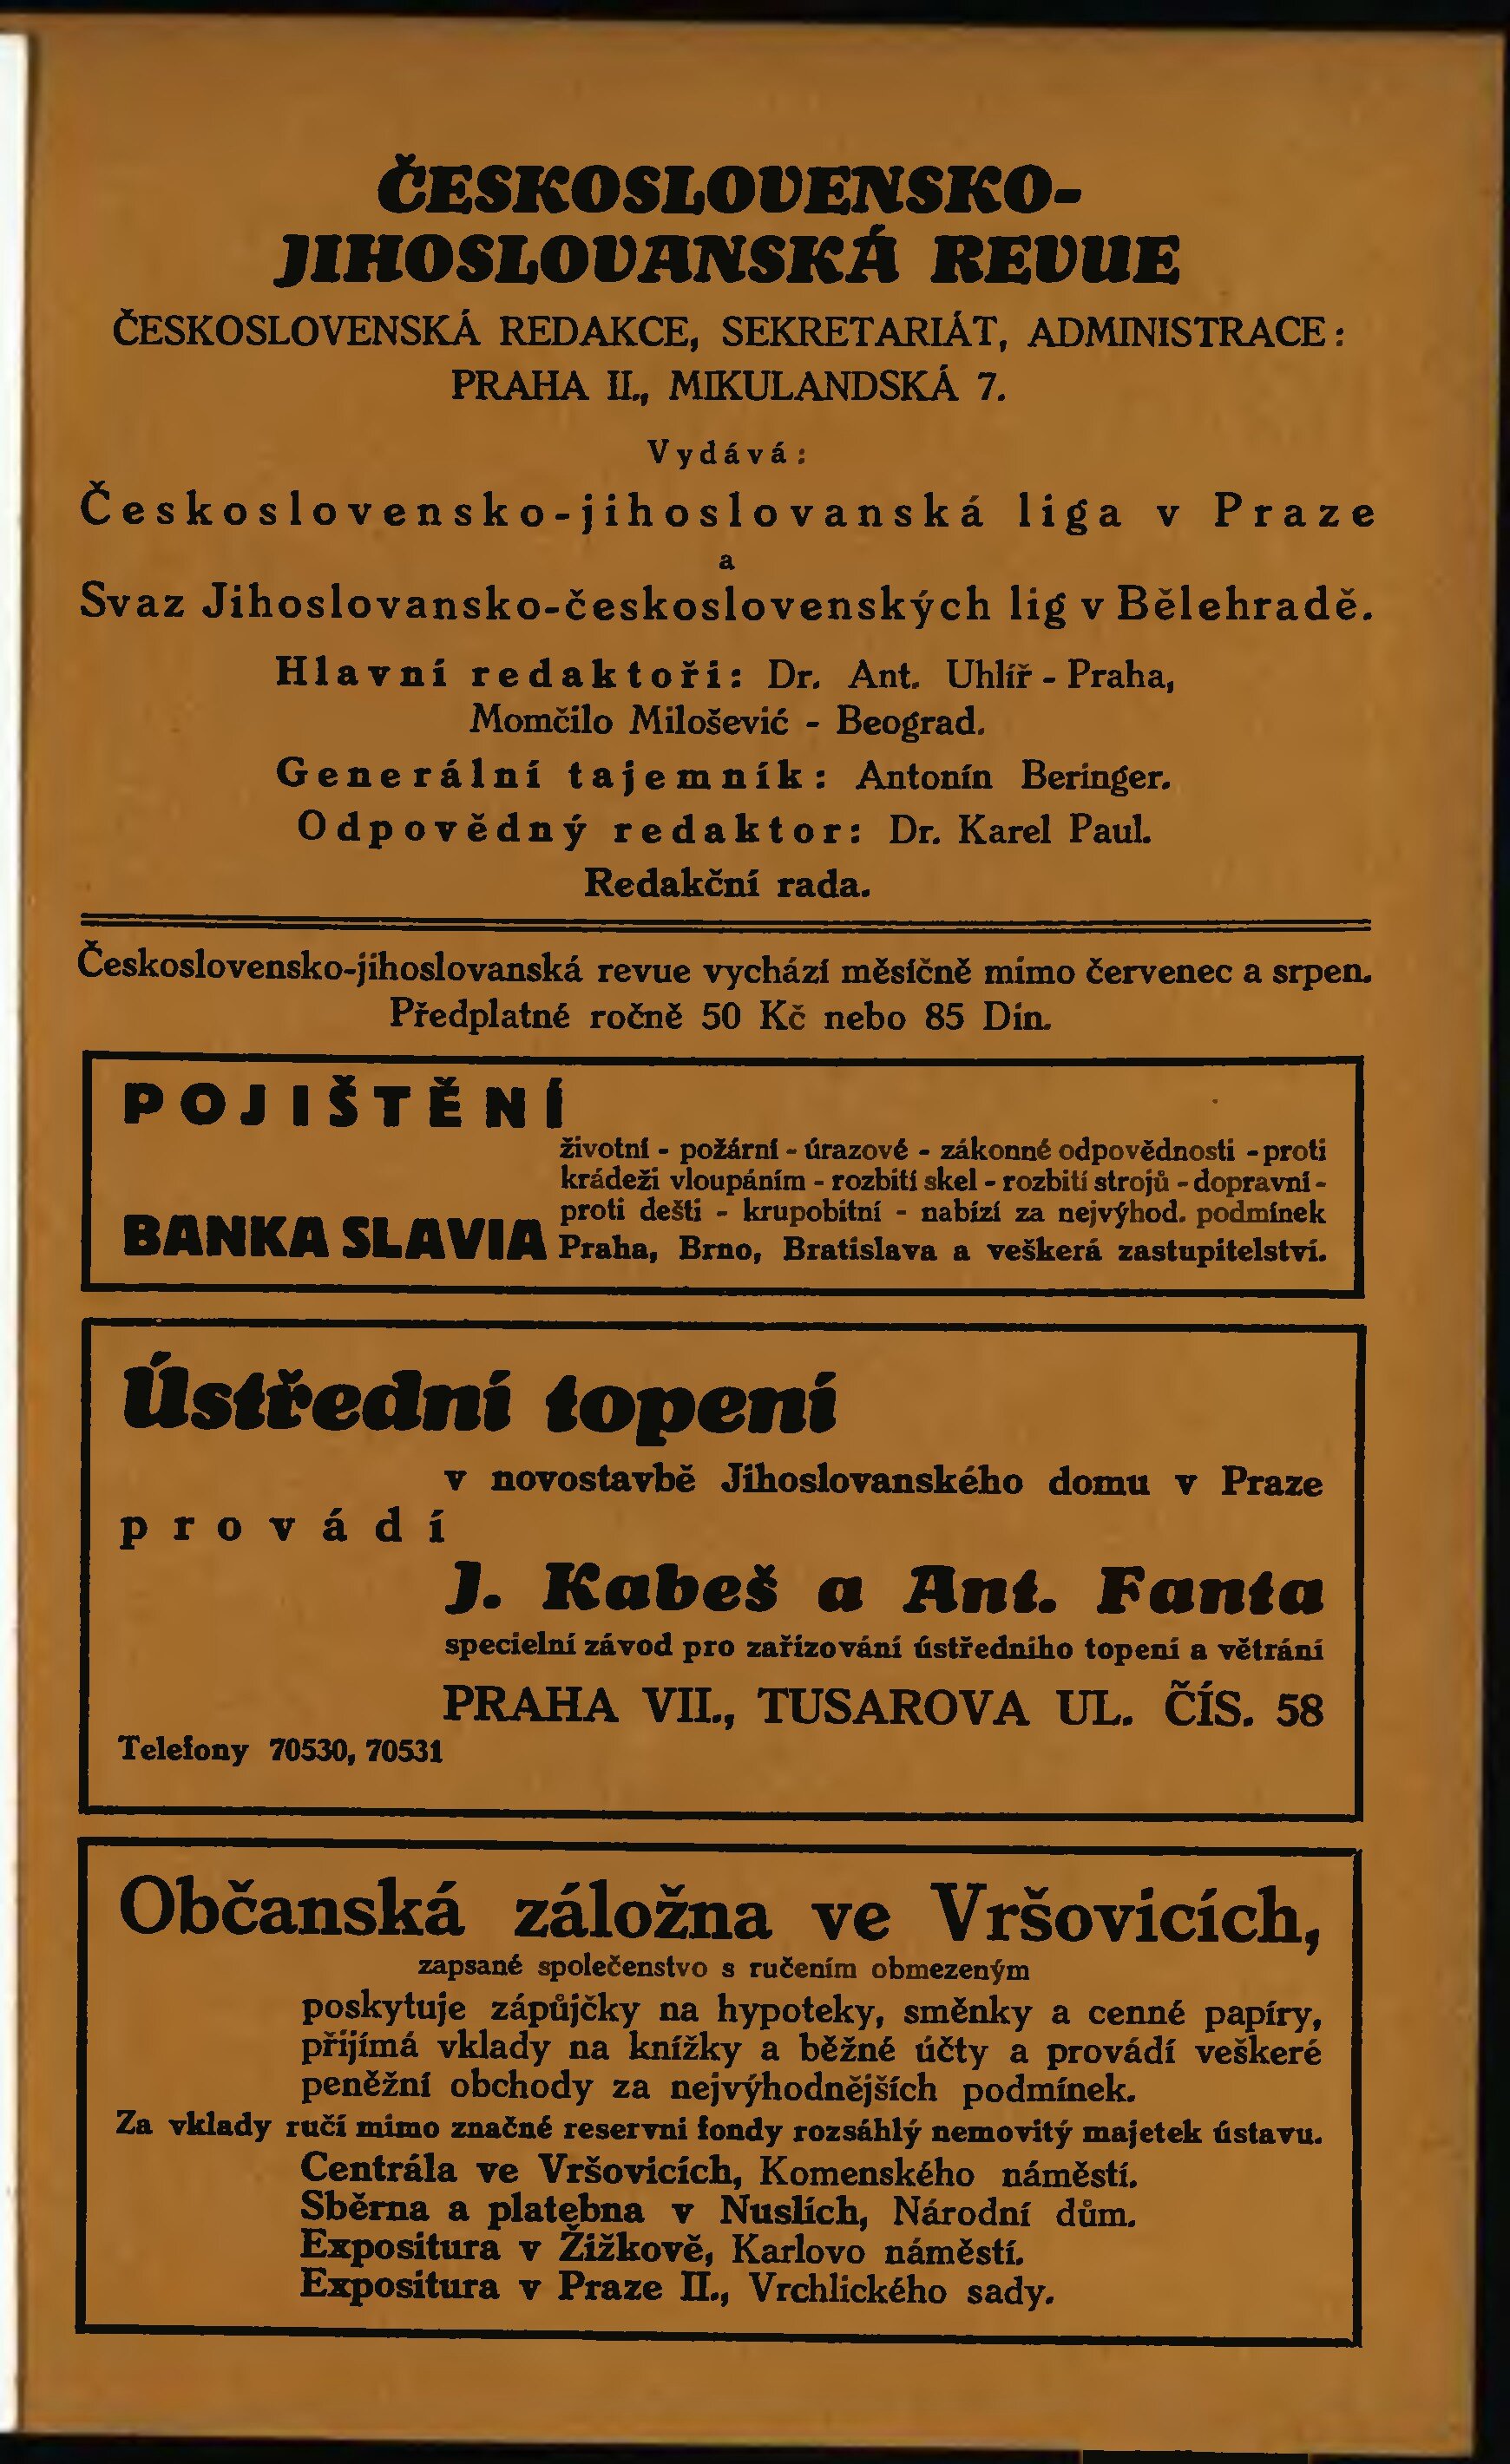 ČESKOSLOVENSKO-
JIHOSLOVANSKÁ REVUE
ČESKOSLOVENSKÁ REDAKCE, SEKRETARIÁT, ADMINISTRACE:
PRAHA II., MIKULANDSKÁ 7.
Vydává:
Československo-jihoslovanská liga v Praze
a
Svaz Jihoslovansko-československých lig v Bělehradě.
Hlavní redaktoři: Dr. Ant. Uhlíř - Praha,
Momčilo Milošević - Beograd.
Generální tajemník: Antonín Beringer.
Odpovědný redaktor: Dr. Karel Paul.
Redakční rada.
Československo-jihoslovanská revue vychází měsíčně mimo červenec a srpen.
Předplatné ročně 50 Kč nebo 85 Din.
POJIŠTĚNÍ
životní - požární - úrazové - zákonné odpovědnosti - proti
krádeži vloupáním - rozbití skel - rozbití strojů - dopravní -
proti dešti - krupobitní - nabízí za nejvýhod. podmínek
BANKA SLAVIA Praha, Brno, Bratislava a veškerá zastupitelství.
Ústřední topení
v novostavbě Jihoslovanského domu v Praze
provádí
J. Kabeš a Ant. Fanta
specielní závod pro zařizování ústředního topení a větrání
PRAHA VII., TUSAROVA UL. ČÍS. 58
Telefony 70530, 70531
Občanská záložna ve Vršovicích,
zapsané společenstvo s ručením obmezeným
poskytuje zápůjčky na hypoteky, směnky a cenné papíry,
přijímá vklady na knížky a běžné účty a provádí veškeré
peněžní obchody za nejvýhodnějších podmínek.
Za vklady ručí mimo značné reservni fondy rozsáhlý nemovitý majetek ústavu.
Centrála ve Vršovicích, Komenského náměstí.
Sběrna a platebna v Nuslích, Národní dům.
Expositura v Žižkově, Karlovo náměstí.
Expositura v Praze II., Vrchlického sady.